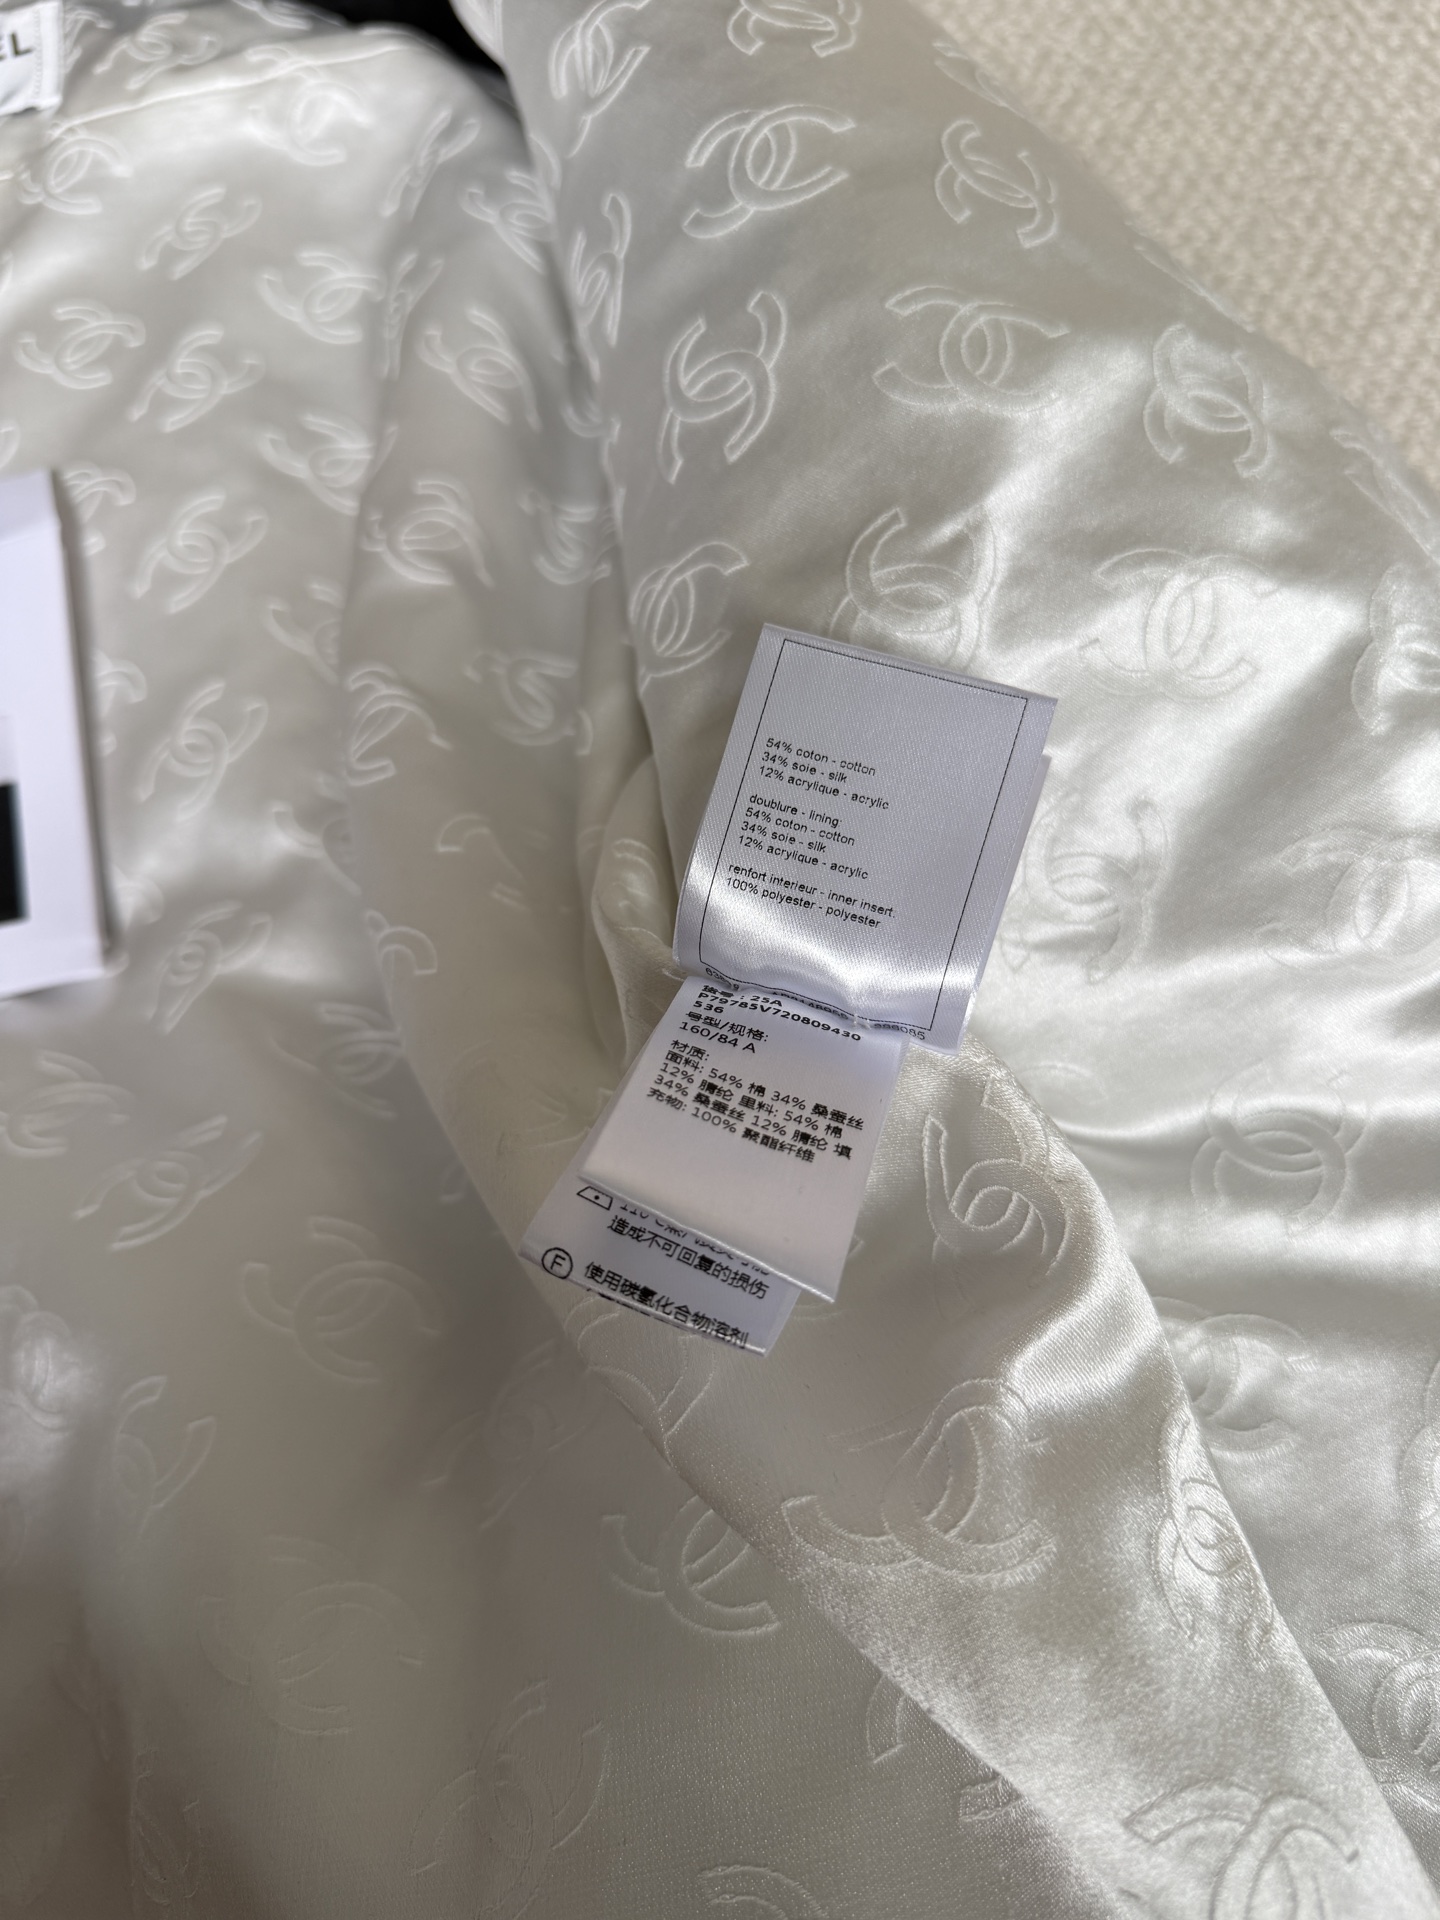 EL
54% coton - cotton
34% soie - silk
12% acrylique - acrylic
doublure - lining:
54% coton - cotton
34% soie - silk
12% acrylique - acrylic
renfort interieur - inner insert:
100% polyester - polyester
货号: 25A
P79785V720809430
536
号型/规格:
160/84 A
材质:
面料: 54% 棉 34% 桑蚕丝
12% 腈纶 里料: 54% 棉
34% 桑蚕丝 12% 腈纶 填
充物: 100% 聚酯纤维
造成不可回复的损伤
F 使用碳氢化合物溶剂